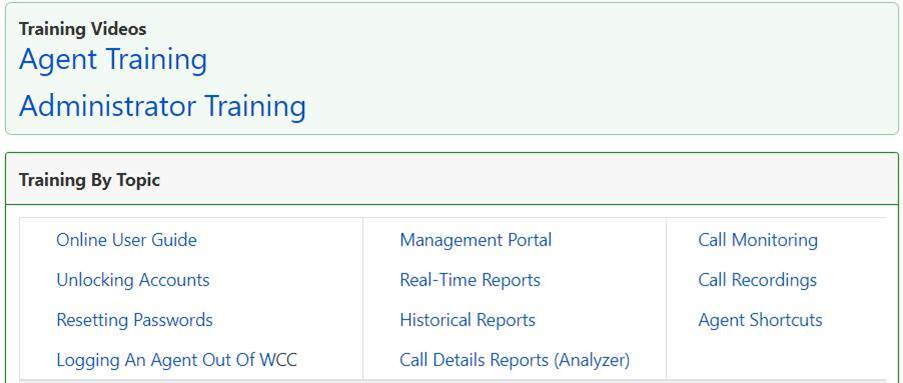 Training Videos
Agent Training
Administrator Training
Training By Topic
Online User Guide
Management Portal
Call Monitoring
Unlocking Accounts
Real-Time Reports
Call Recordings
Resetting Passwords
Historical Reports
Agent Shortcuts
Logging An Agent Out Of WCC
Call Details Reports (Analyzer)